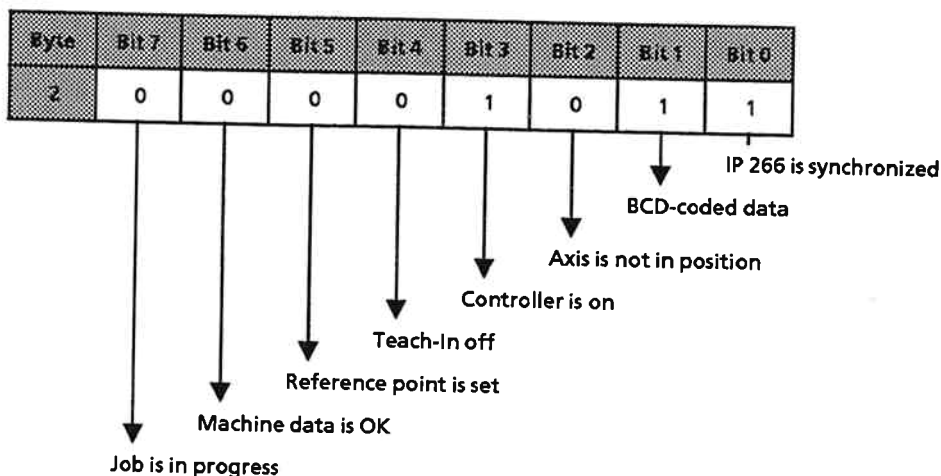 Byte Bit 7 Bit 6 Bit 5 Bit 4 Bit 3 Bit 2 Bit 1 Bit 0
2 0 0 0 0 1 0 1 1
IP 266 is synchronized
BCD-coded data
Axis is not in position
Controller is on
Teach-In off
Reference point is set
Machine data is OK
Job is in progress